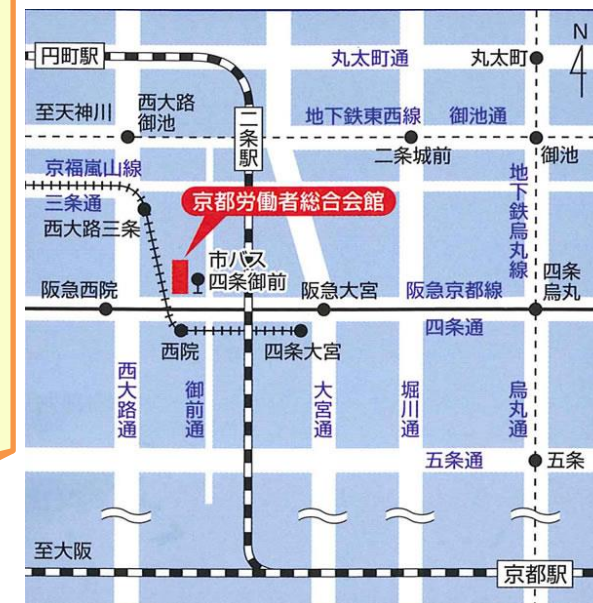 N
円町駅
丸太町通
丸太町
至天神川
西大路
御池
二条駅
地下鉄東西線
御池通
二条城前
御池
京福嵐山線
三条通
西大路三条
京都労働者総合会館
地下鉄烏丸線
市バス
四条御前
四条
烏丸
阪急西院
阪急大宮
阪急京都線
四条通
西院
四条大宮
西大路通
御前通
大宮通
堀川通
烏丸通
五条通
五条
至大阪
京都駅